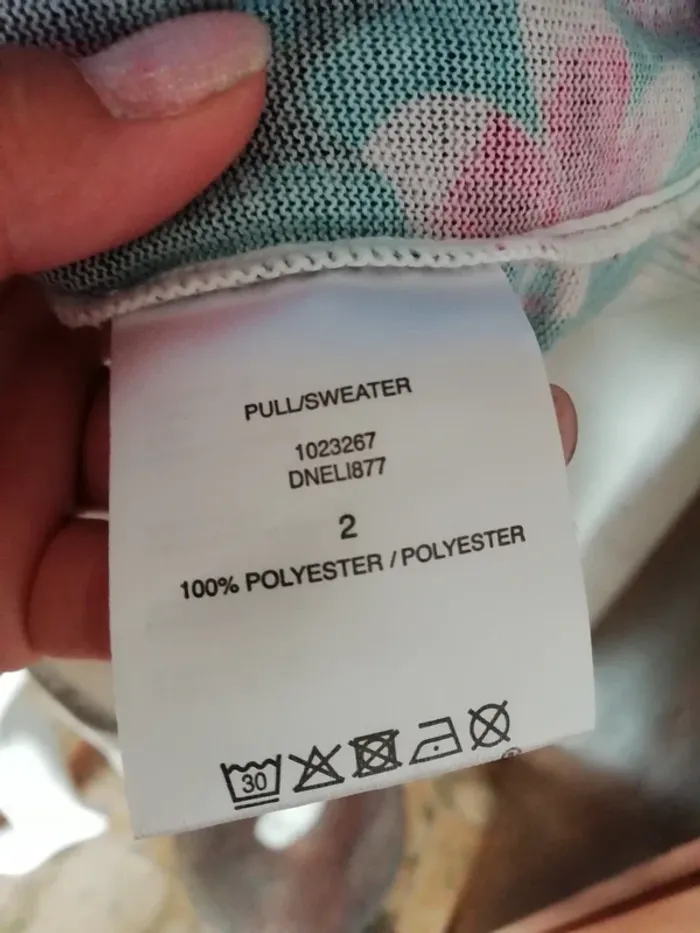 PULL/SWEATER
1023267
DNELI877
2
100% POLYESTER / POLYESTER
30